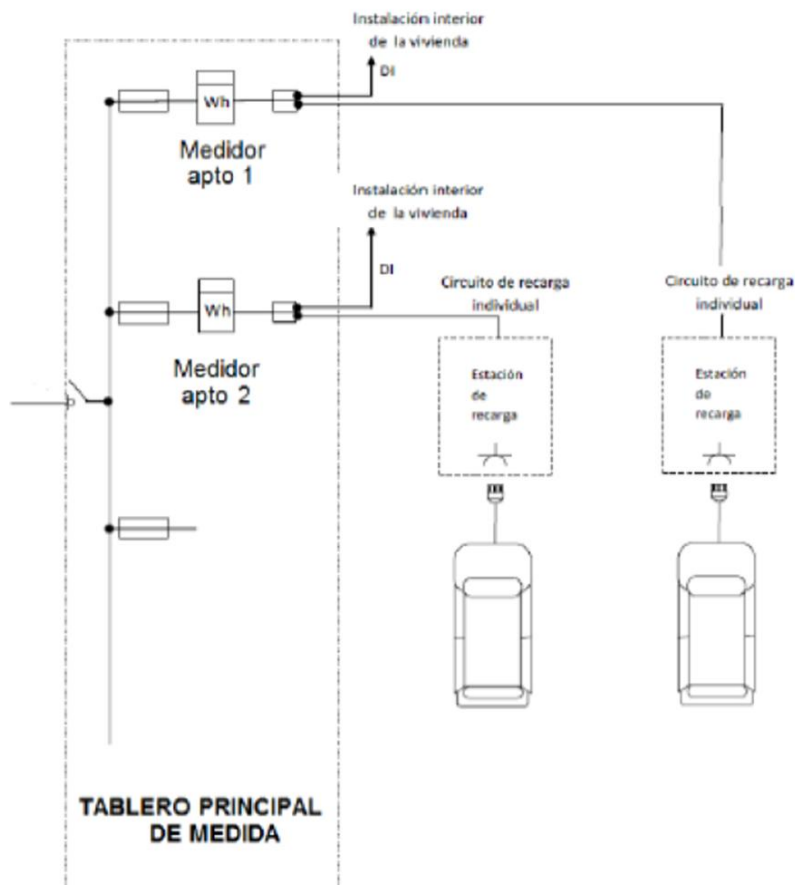 Instalación interior
de la vivienda
DI
Wh
Medidor
apto 1
Instalación interior
de la vivienda
DI
Wh
Medidor
apto 2
Circuito de recarga
individual
Circuito de recarga
individual
Estación
de
recarga
Estación
de
recarga
TABLERO PRINCIPAL
DE MEDIDA